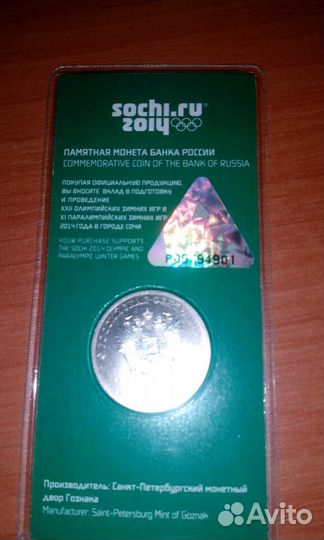 sochi.ru
2014
ПАМЯТНАЯ МОНЕТА БАНКА РОССИИ
COMMEMORATIVE COIN OF THE BANK OF RUSSIA
ПОКУПАЯ ОФИЦИАЛЬНУЮ ПРОДУКЦИЮ,
ВЫ ВНОСИТЕ ВКЛАД В ПОДГОТОВКУ
И ПРОВЕДЕНИЕ
XXII ОЛИМПИЙСКИХ ЗИМНИХ ИГР И
XI ПАРАЛИМПИЙСКИХ ЗИМНИХ ИГР
2014 ГОДА В ГОРОДЕ СОЧИ
YOUR PURCHASE SUPPORTS
THE SOCHI 2014 OLYMPIC AND
PARALYMPIC WINTER GAMES
94901
Производитель: Санкт-Петербургский монетный
двор Гознака
Manufacturer: Saint-Petersburg Mint of Goznak
Avito